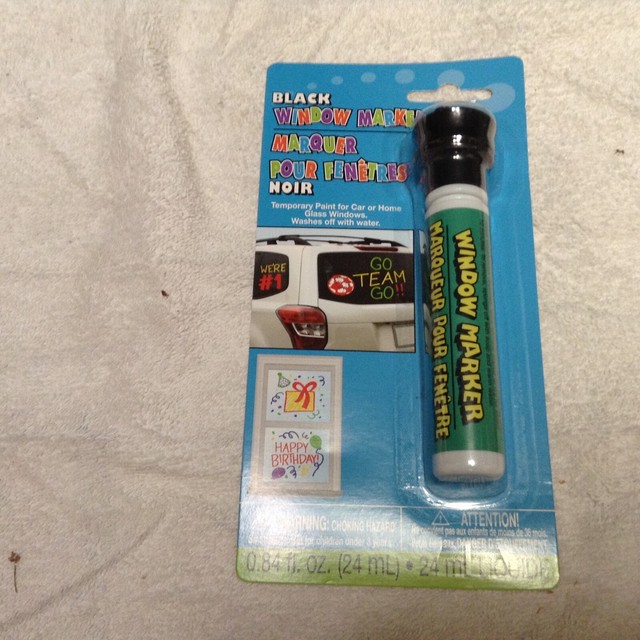 BLACK
WINDOW MARKE
MARQUER
POUR FENÊTRES
NOIR
Temporary Paint for Car or Home
Glass Windows.
Washes off with water.
WERE
#1
GO
TEAM
GO!!
HAPPY
BIRTHDAY!
WINDOW MARKER
MARQUEUR POUR FENÊTRE
WARNING: CHOKING HAZARD
ATTENTION!
0.84 fl. oz. (24 mL) • 24 mL LIQUID